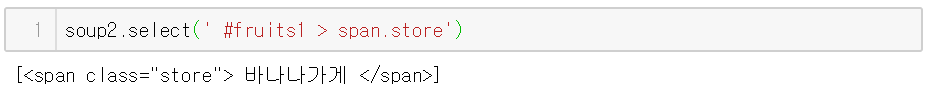 1 soup2.select(' #fruits1 > span.store')
[<span class="store"> 바나나가게 </span>]